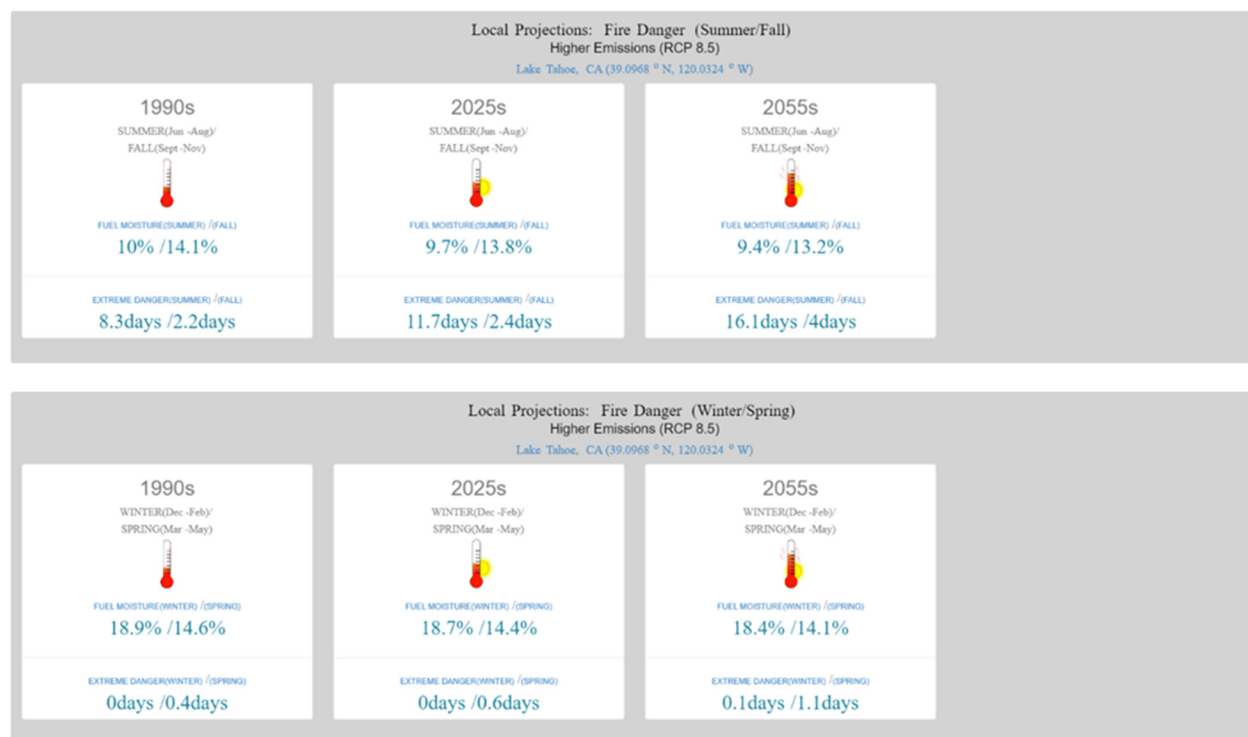 Local Projections: Fire Danger (Summer/Fall)
Higher Emissions (RCP 8.5)
Lake Tahoe, CA (39.0968 ° N, 120.0324 ° W)
1990s
SUMMER(Jun -Aug)/
FALL(Sept -Nov)
FUEL MOISTURE(SUMMER) /(FALL)
10% /14.1%
EXTREME DANGER(SUMMER) /(FALL)
8.3days /2.2days
2025s
SUMMER(Jun -Aug)/
FALL(Sept -Nov)
FUEL MOISTURE(SUMMER) /(FALL)
9.7% /13.8%
EXTREME DANGER(SUMMER) /(FALL)
11.7days /2.4days
2055s
SUMMER(Jun -Aug)/
FALL(Sept -Nov)
FUEL MOISTURE(SUMMER) /(FALL)
9.4% /13.2%
EXTREME DANGER(SUMMER) /(FALL)
16.1days /4days
Local Projections: Fire Danger (Winter/Spring)
Higher Emissions (RCP 8.5)
Lake Tahoe, CA (39.0968 ° N, 120.0324 ° W)
1990s
WINTER(Dec -Feb)/
SPRING(Mar -May)
FUEL MOISTURE(WINTER) /(SPRING)
18.9% /14.6%
EXTREME DANGER(WINTER) /(SPRING)
0days /0.4days
2025s
WINTER(Dec -Feb)/
SPRING(Mar -May)
FUEL MOISTURE(WINTER) /(SPRING)
18.7% /14.4%
EXTREME DANGER(WINTER) /(SPRING)
0days /0.6days
2055s
WINTER(Dec -Feb)/
SPRING(Mar -May)
FUEL MOISTURE(WINTER) /(SPRING)
18.4% /14.1%
EXTREME DANGER(WINTER) /(SPRING)
0.1days /1.1days